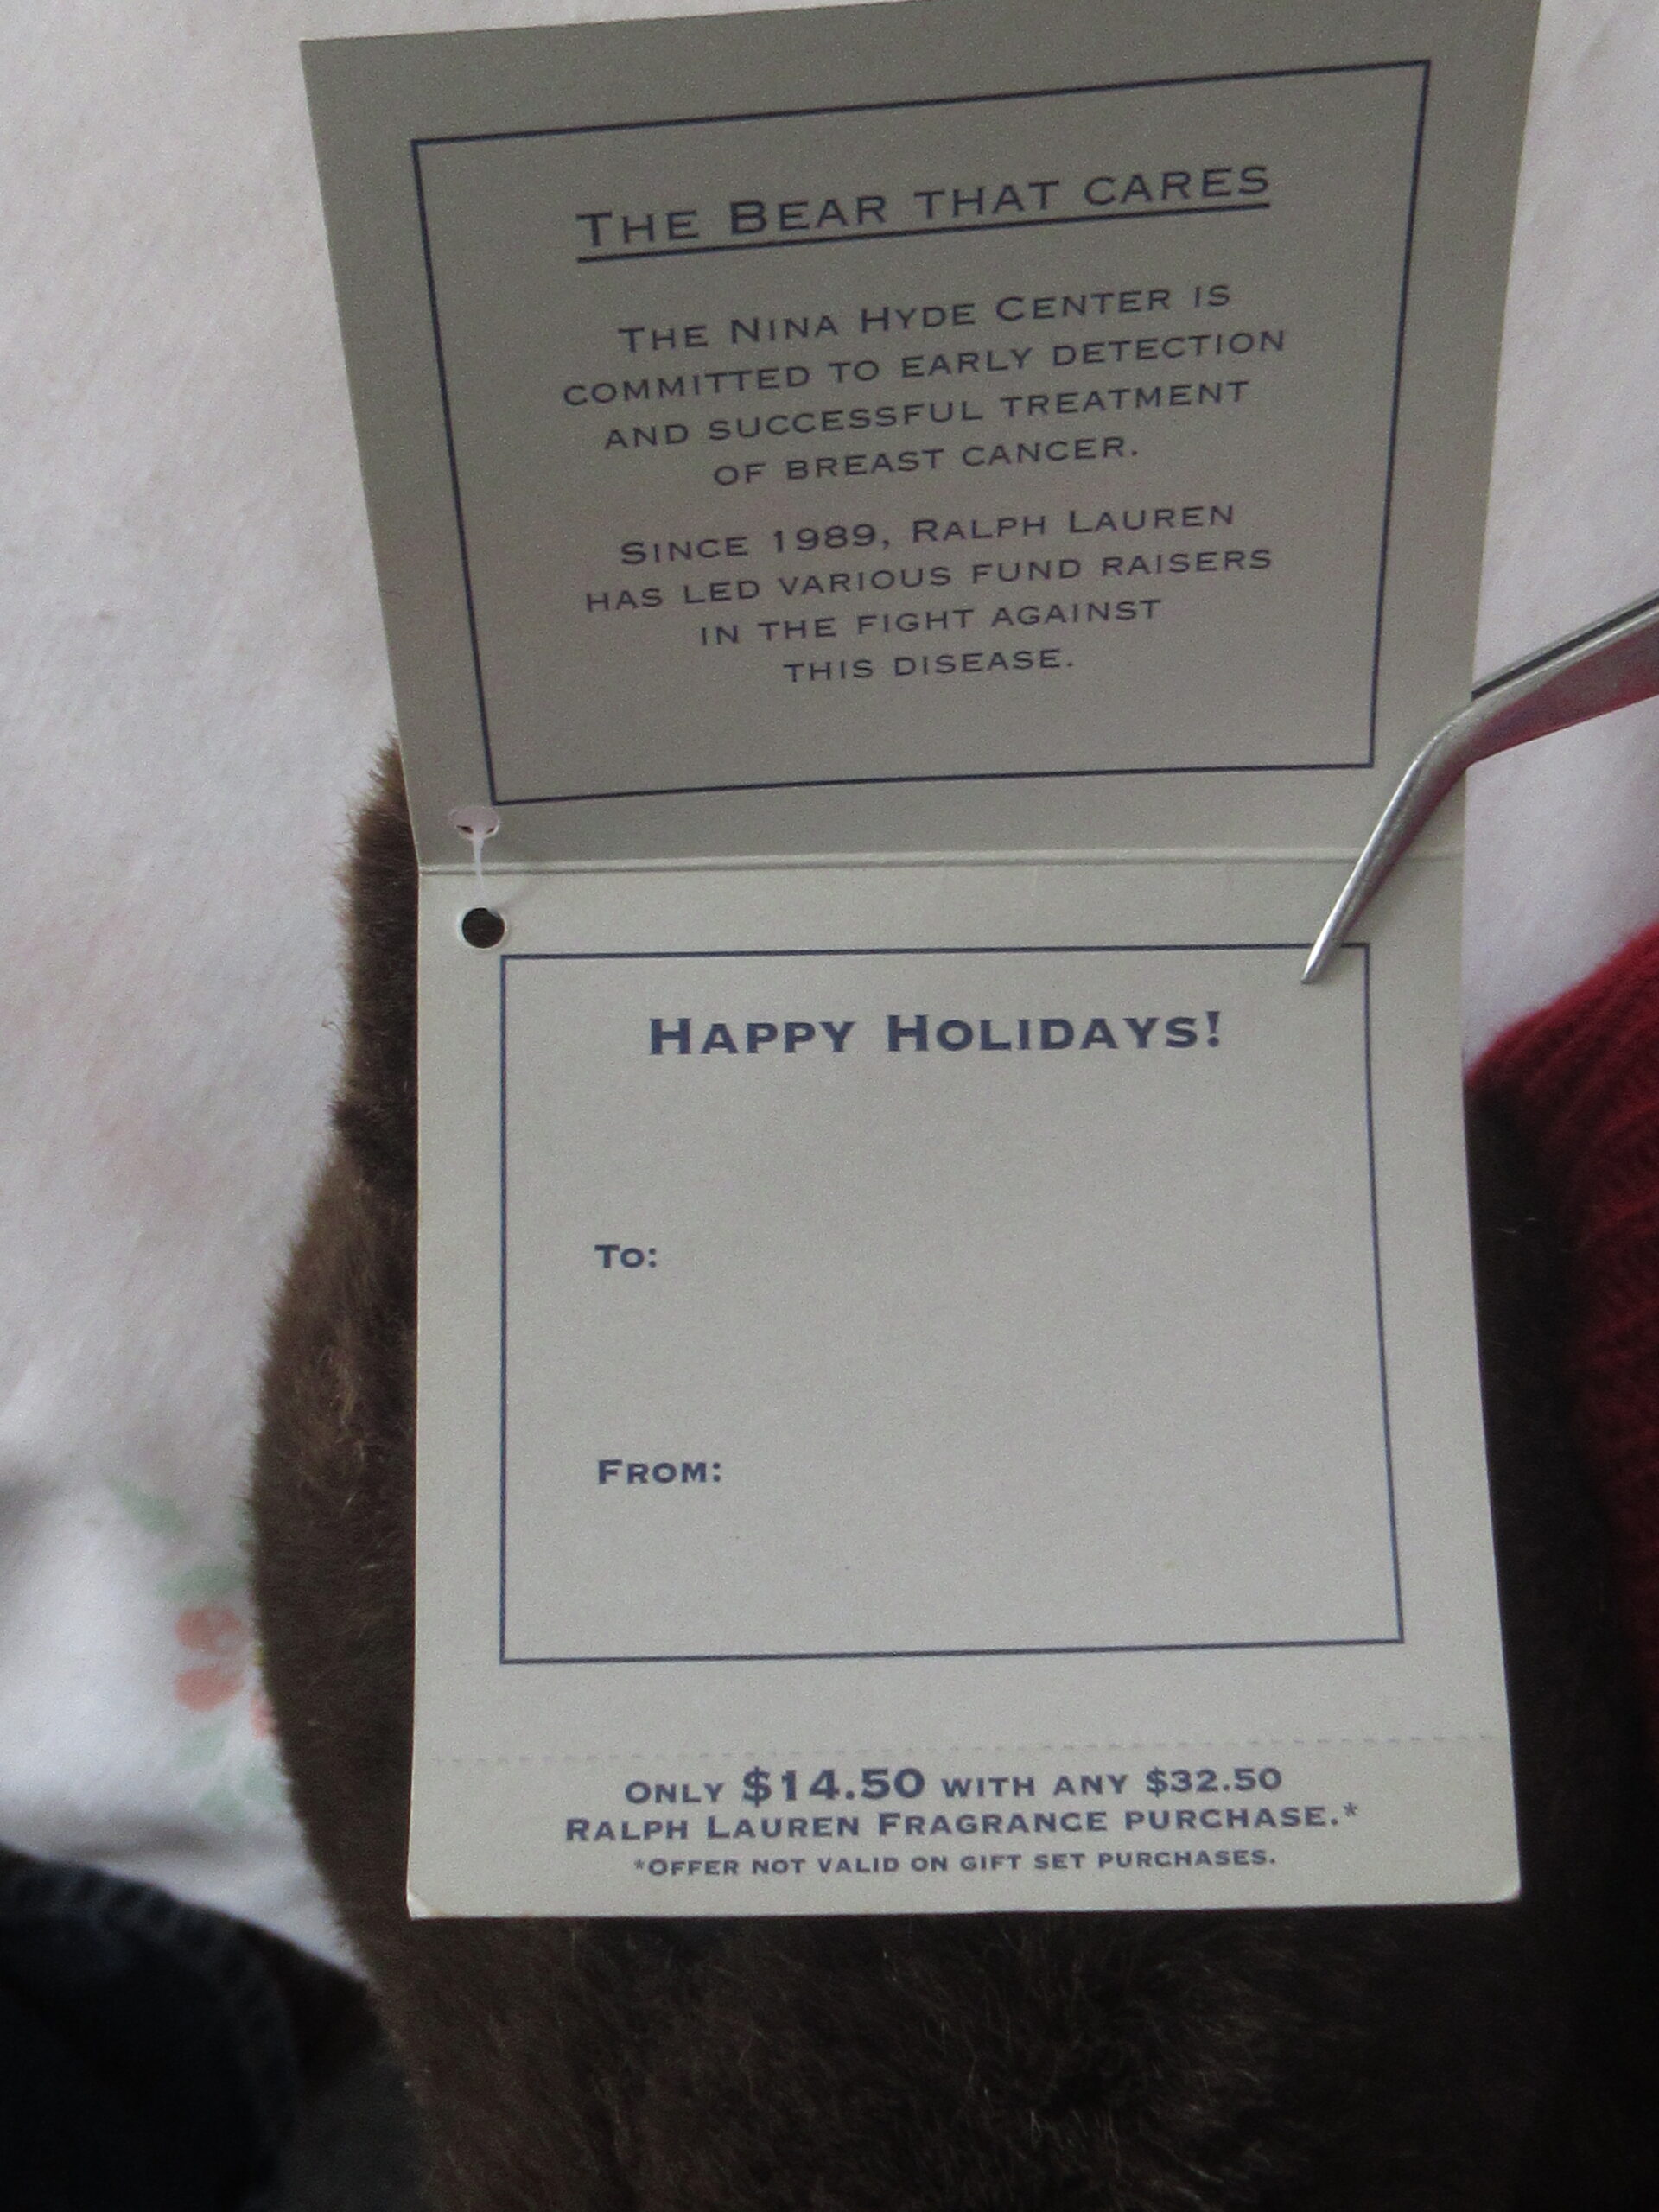 THE BEAR THAT CARES
THE NINA HYDE CENTER IS
COMMITTED TO EARLY DETECTION
AND SUCCESSFUL TREATMENT
OF BREAST CANCER.
SINCE 1989, RALPH LAUREN
HAS LED VARIOUS FUND RAISERS
IN THE FIGHT AGAINST
THIS DISEASE.
HAPPY HOLIDAYS!
TO:
FROM:
ONLY $14.50 WITH ANY $32.50
RALPH LAUREN FRAGRANCE PURCHASE.*
*OFFER NOT VALID ON GIFT SET PURCHASES.